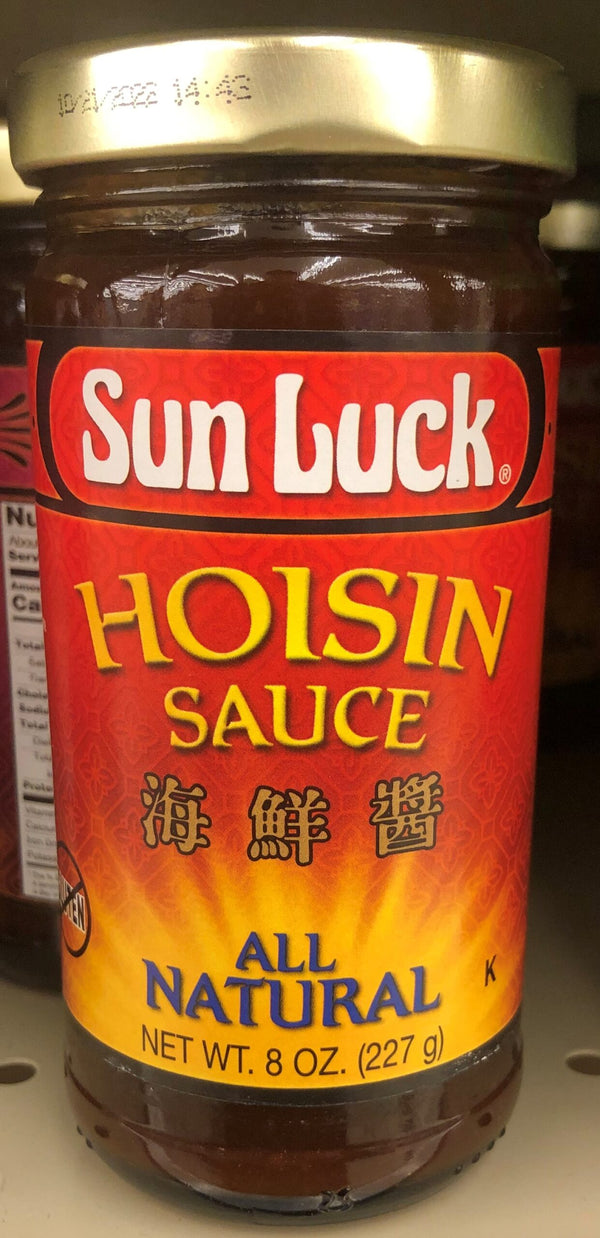 10/21/2022 14:43
Sun Luck®
HOISIN
SAUCE
海鮮醬
ALL
NATURAL
K
NET WT. 8 OZ. (227 g)